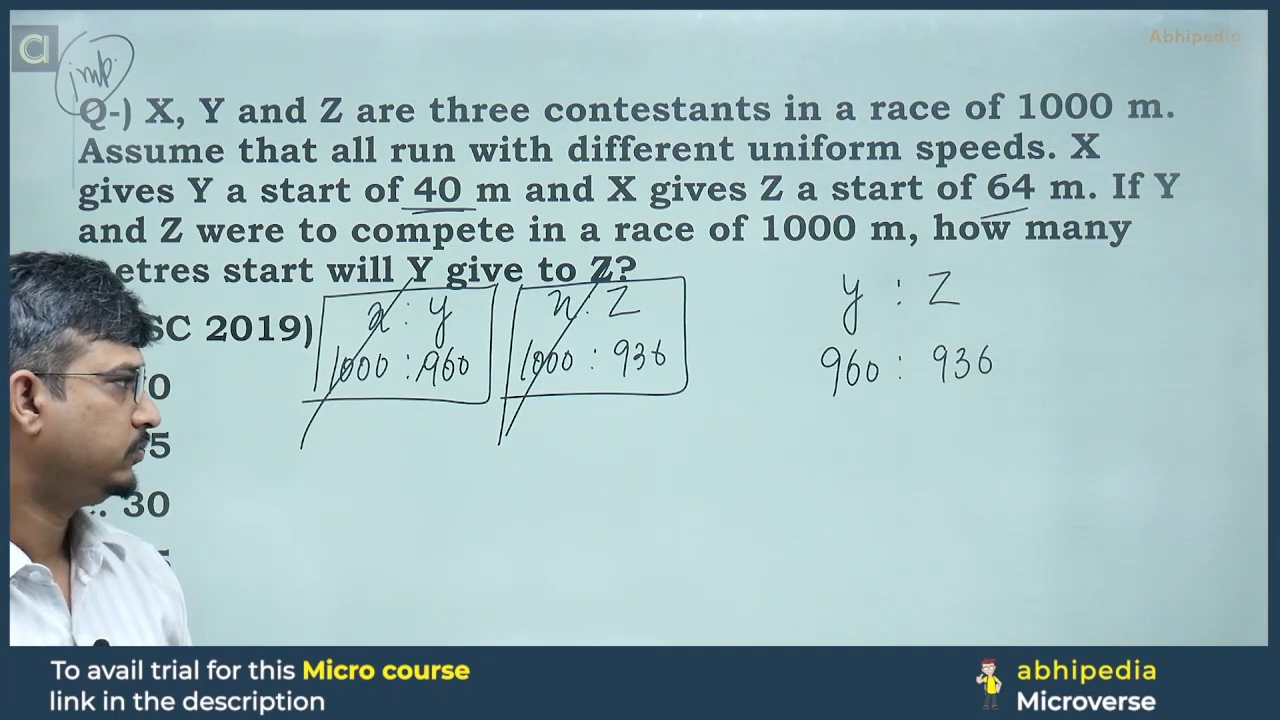 Abhipedia
imp.
Q-) X, Y and Z are three contestants in a race of 1000 m.
Assume that all run with different uniform speeds. X
gives Y a start of 40 m and X gives Z a start of 64 m. If Y
and Z were to compete in a race of 1000 m, how many
etres start will Y give to Z?
SC 2019)
x : y
1000 : 960
x : Z
1000 : 936
y : Z
960 : 936
0
5
30
To avail trial for this Micro course
link in the description
abhipedia
Microverse